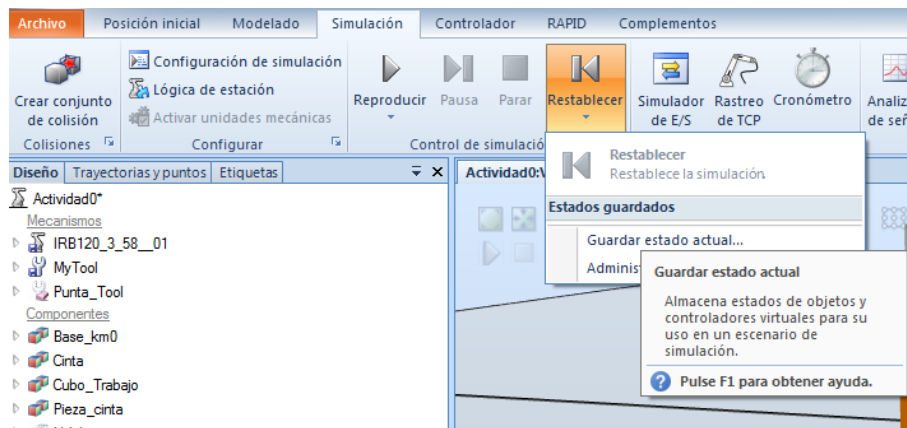 Archivo Posición inicial Modelado Simulación Controlador RAPID Complementos
Crear conjunto
de colisión
Colisiones
Configuración de simulación
Lógica de estación
Activar unidades mecánicas
Configurar
Reproducir Pausa Parar Restablecer
Control de simulació
Simulador
de E/S
Rastreo
de TCP
Cronómetro
Analiz
de señ
Restablecer
Restablece la simulación.
Estados guardados
Guardar estado actual...
Adminis
Guardar estado actual
Almacena estados de objetos y
controladores virtuales para su
uso en un escenario de
simulación.
Pulse F1 para obtener ayuda.
Diseño Trayectorias y puntos Etiquetas
Actividad0:V
Actividad0*
Mecanismos
IRB120_3_58__01
MyTool
Punta_Tool
Componentes
Base_km0
Cinta
Cubo_Trabajo
Pieza_cinta